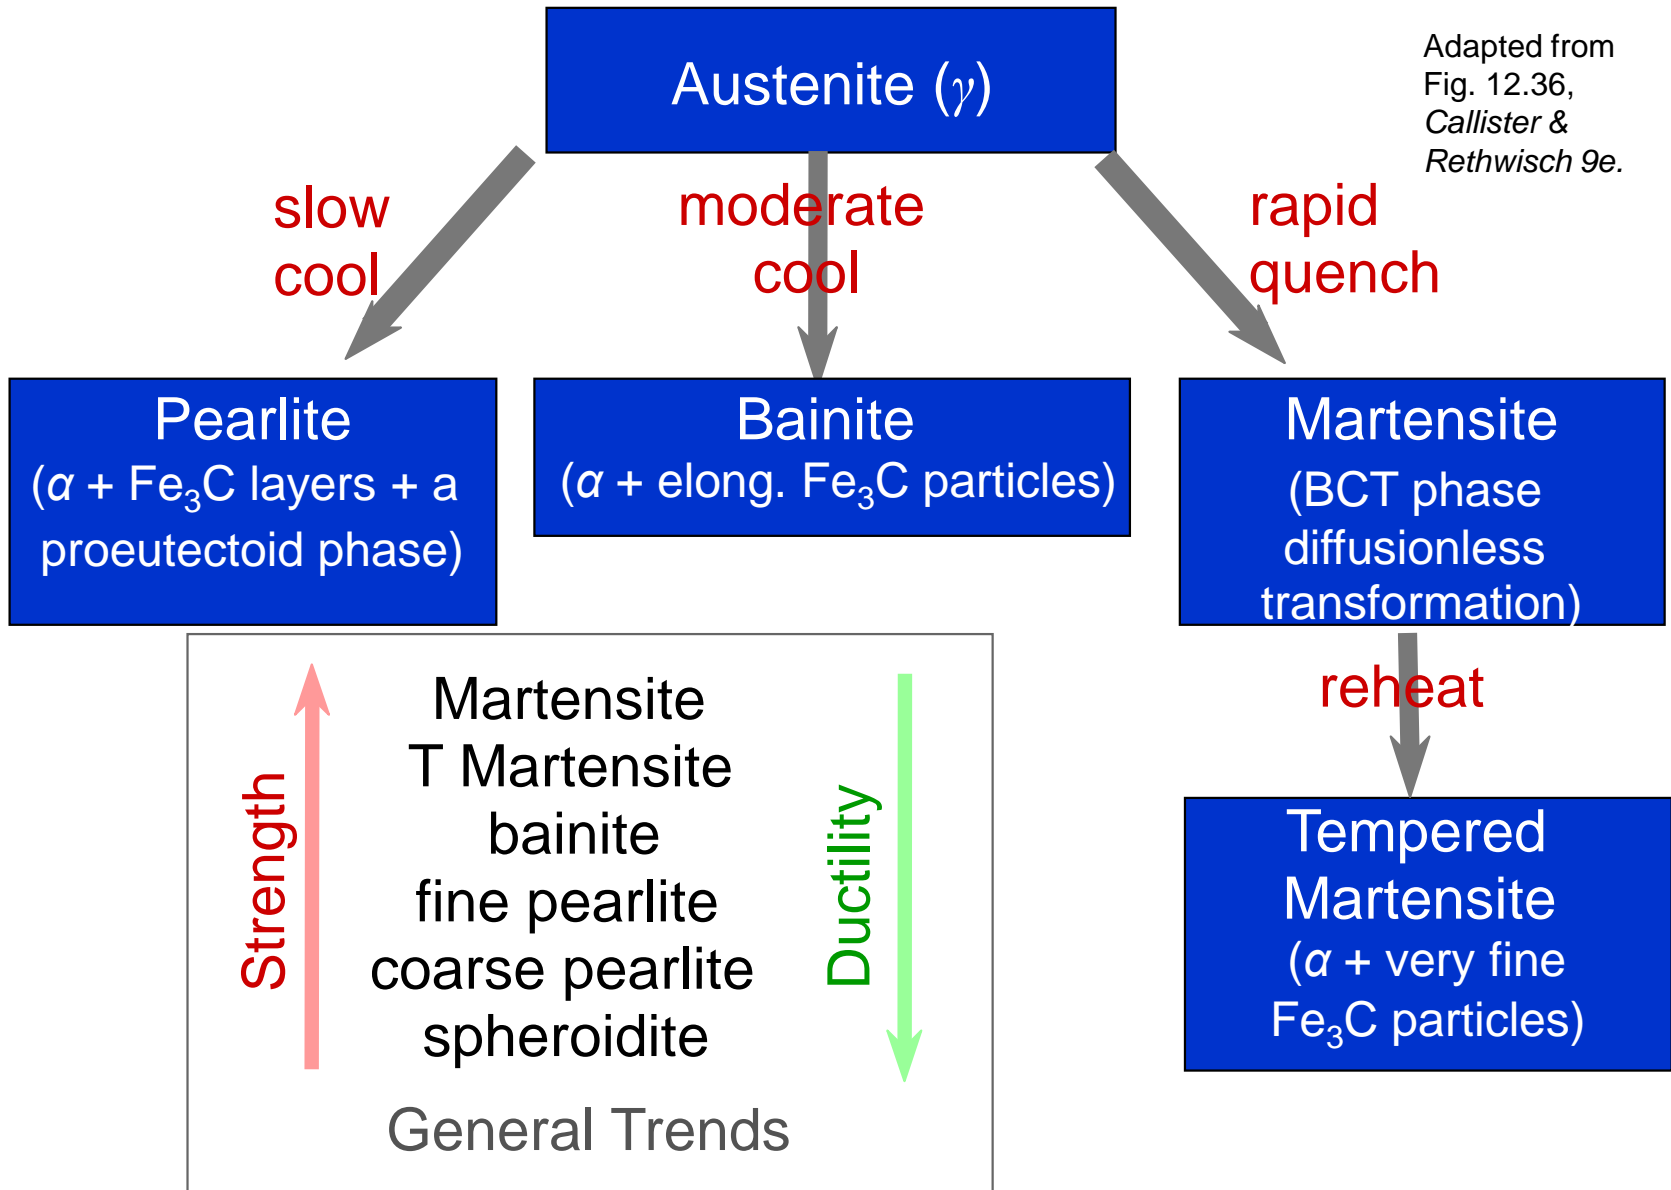 Austenite (γ)
Adapted from
Fig. 12.36,
Callister &
Rethwisch 9e.
slow
cool
moderate
cool
rapid
quench
Pearlite
(α + Fe₃C layers + a
proeutectoid phase)
Bainite
(α + elong. Fe₃C particles)
Martensite
(BCT phase
diffusionless
transformation)
reheat
Tempered
Martensite
(α + very fine
Fe₃C particles)
Strength
Martensite
T Martensite
bainite
fine pearlite
coarse pearlite
spheroidite
Ductility
General Trends